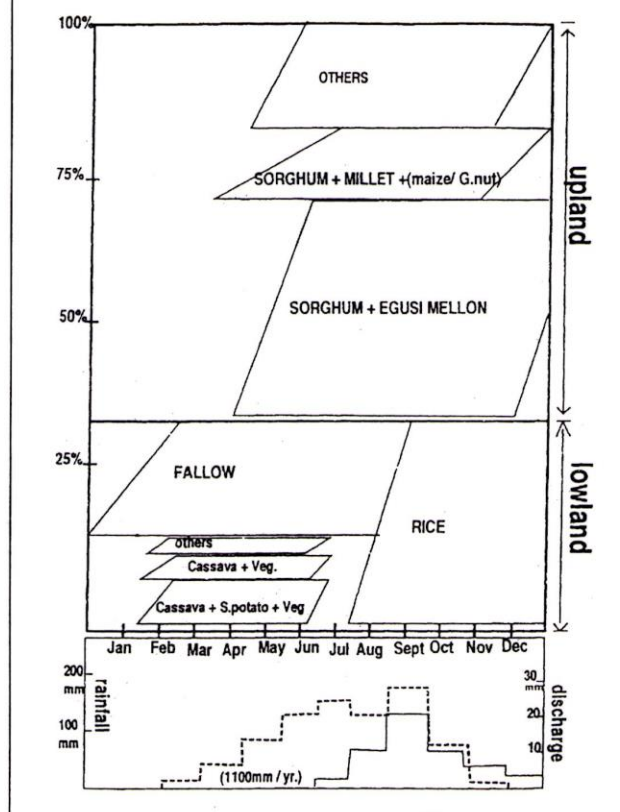 100%
OTHERS
75%
SORGHUM + MILLET +(maize/ G.nut)
upland
50%
SORGHUM + EGUSI MELLON
25%
FALLOW
RICE
lowland
others
Cassava + Veg.
Cassava + S.potato + Veg
Jan Feb Mar Apr May Jun Jul Aug Sept Oct Nov Dec
200
mm
rainfall
100
mm
(1100mm / yr.)
30
mm
discharge
20
10